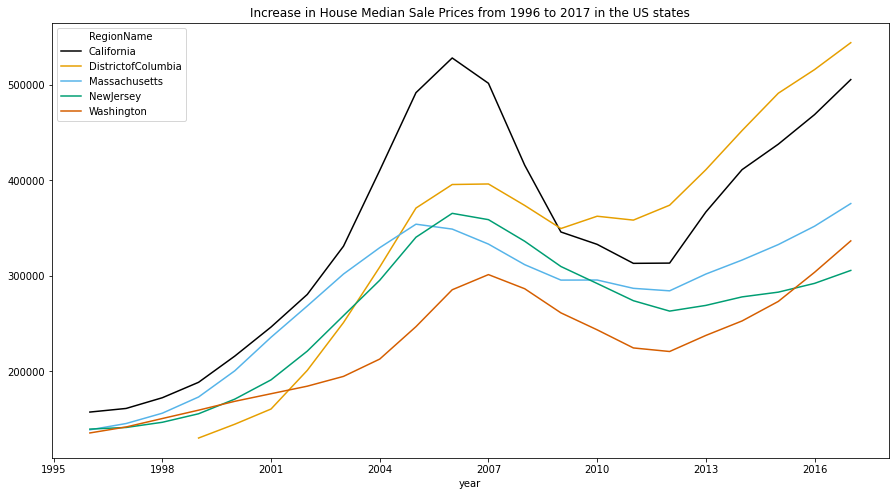 Increase in House Median Sale Prices from 1996 to 2017 in the US states
RegionName
California
DistrictofColumbia
Massachusetts
NewJersey
Washington
500000
400000
300000
200000
1995 1998 2001 2004 2007 2010 2013 2016
year